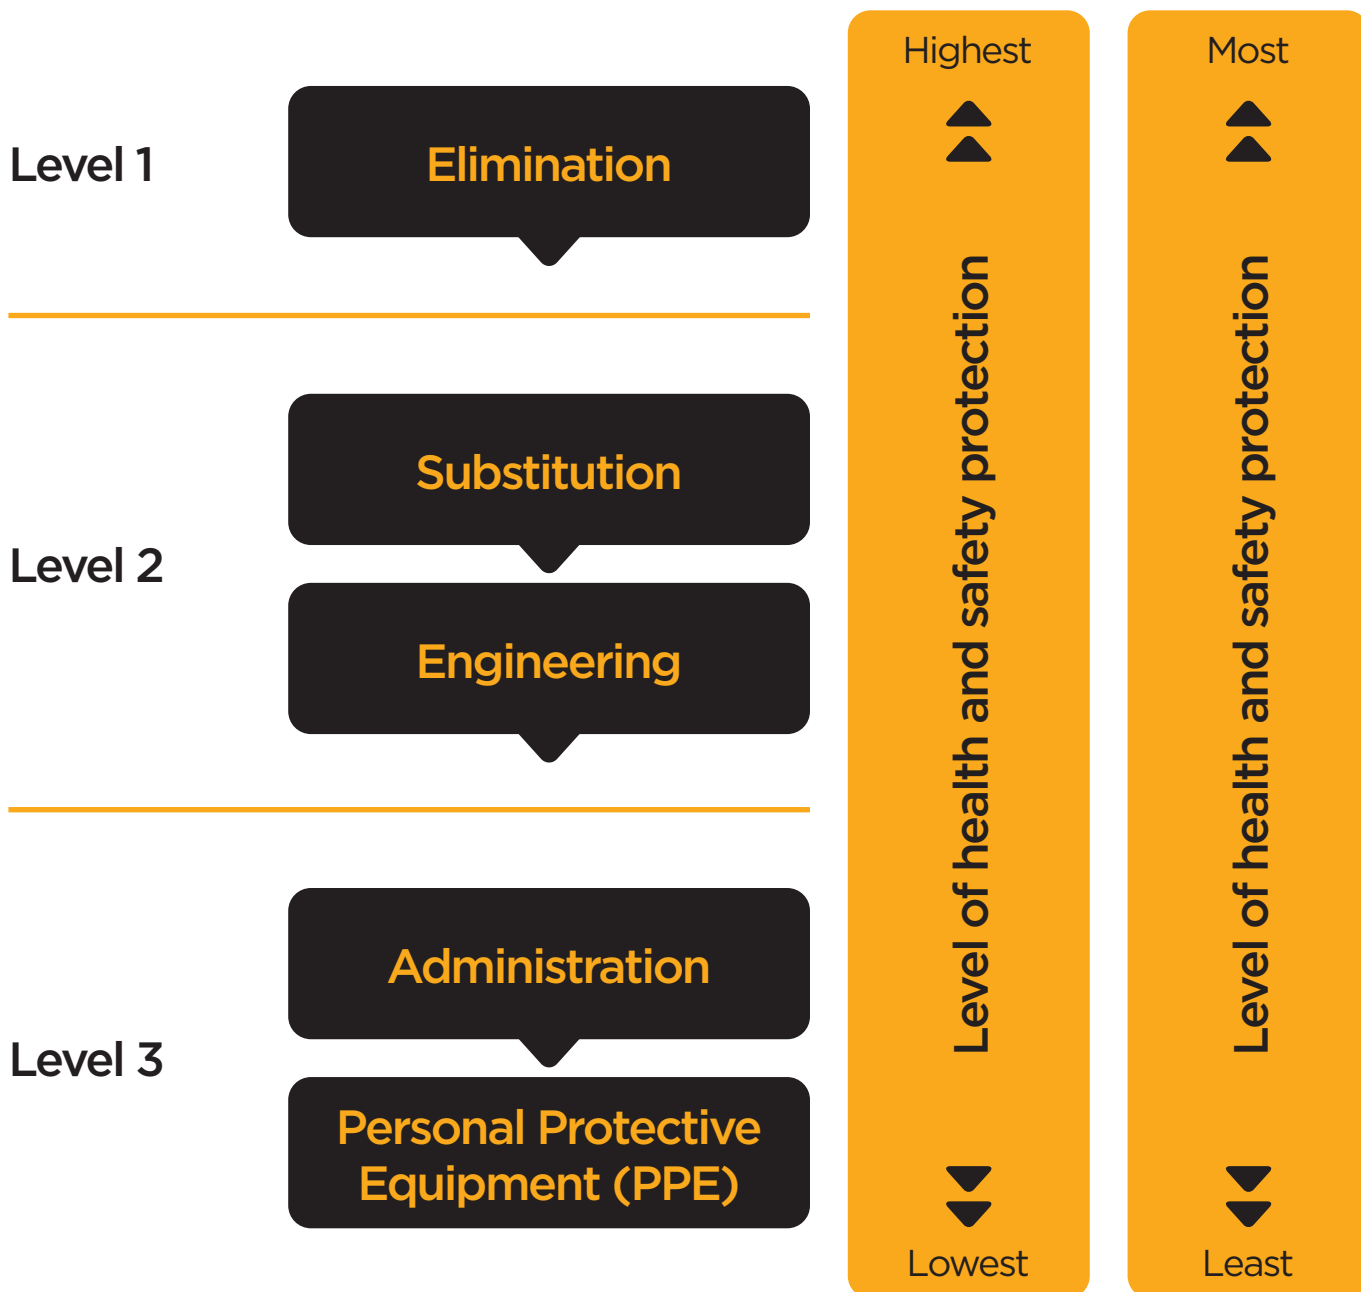 Level 1
Elimination
Level 2
Substitution
Engineering
Level 3
Administration
Personal Protective
Equipment (PPE)
Highest
Level of health and safety protection
Lowest
Most
Level of health and safety protection
Least